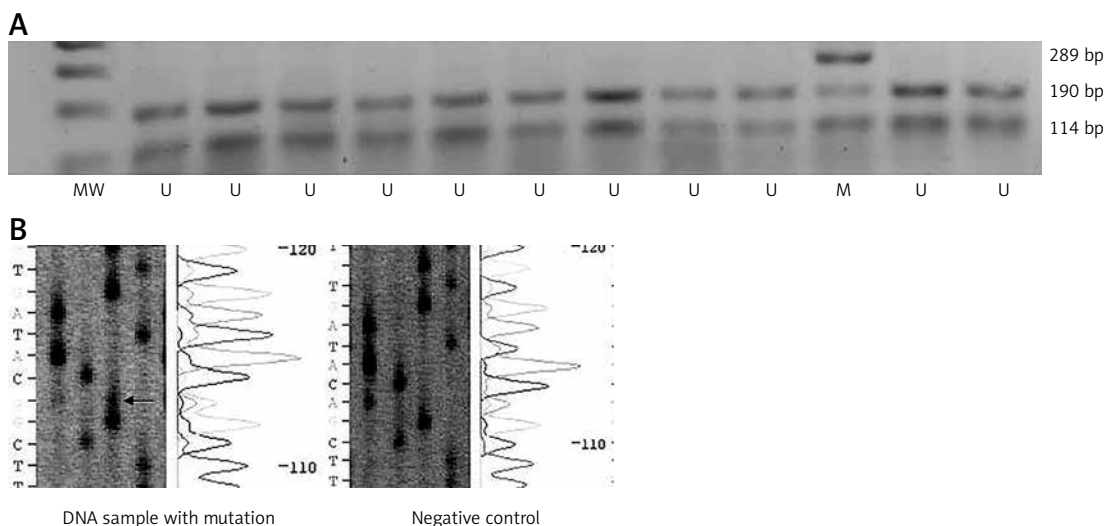 A
289 bp
190 bp
114 bp
MW U U U U U U U U U M U U
B
-120
T
G
A
T
A
C
G
C
T
T
-110
-120
T
A
T
A
C
A
G
C
T
T
-110
DNA sample with mutation
Negative control